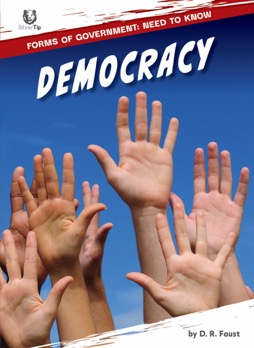 SilverTip
FORMS OF GOVERNMENT: NEED TO KNOW
DEMOCRACY
by D. R. Faust